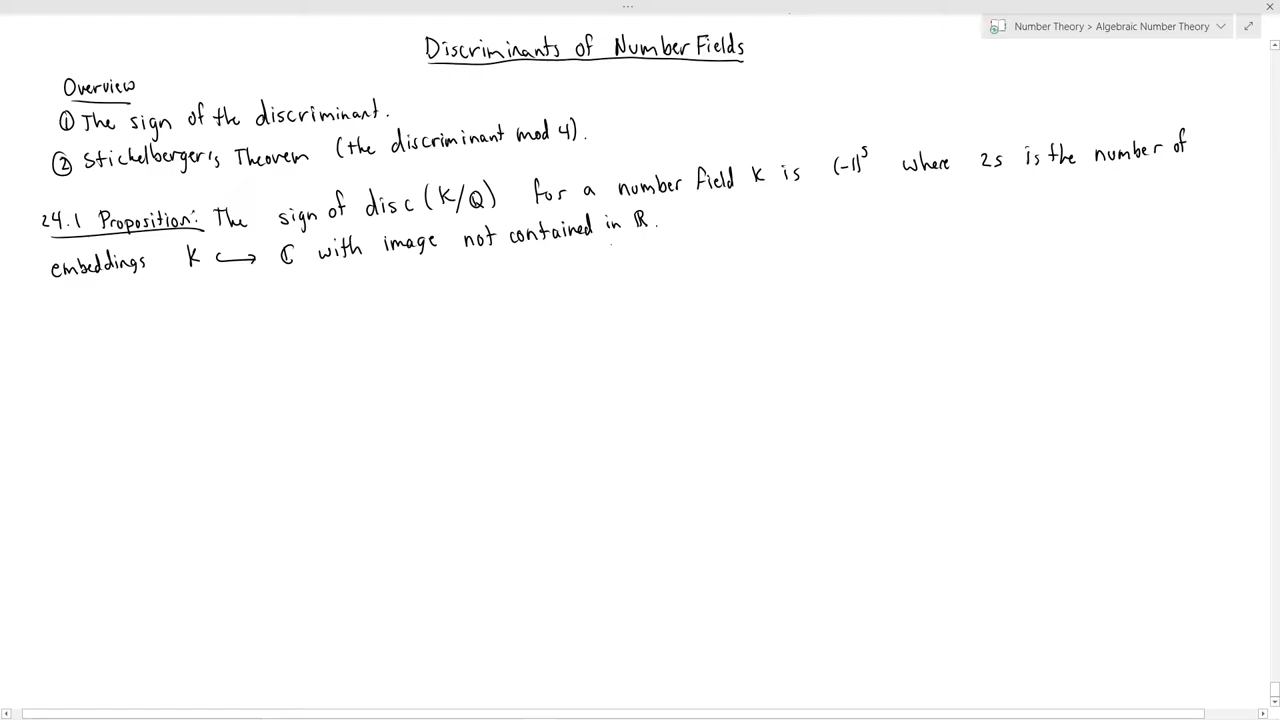 Number Theory > Algebraic Number Theory
Discriminants of Number Fields
Overview
① The sign of the discriminant.
② Stickelberger's Theorem (the discriminant mod 4).
24.1 Proposition: The sign of disc (K/ℚ) for a number field K is (-1)^s where 2s is the number of
embeddings K ↪ ℂ with image not contained in ℝ.